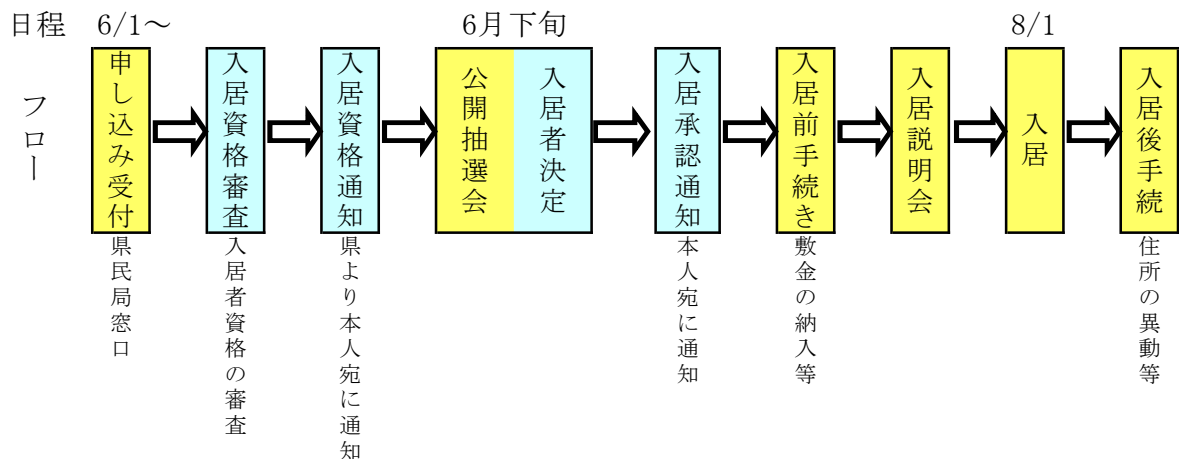 日程 6/1～ 6月下旬 8/1
フロー
申し込み受付
県民局窓口
入居資格審査
入居者資格の審査
入居資格通知
県より本人宛に通知
公開抽選会
入居者決定
入居承認通知
本人宛に通知
入居前手続き
敷金の納入等
入居説明会
入居
入居後手続
住所の異動等